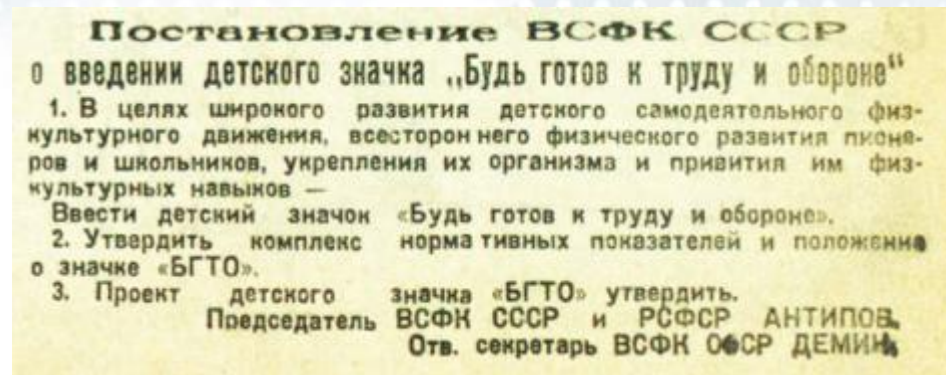 Постановление ВСФК СССР
о введении детского значка „Будь готов к труду и обороне“
1. В целях широкого развития детского самодеятельного физ-
культурного движения, всестороннего физического развития пионе-
ров и школьников, укрепления их организма и привития им физ-
культурных навыков —
Ввести детский значок «Будь готов к труду и обороне».
2. Утвердить комплекс нормативных показателей и положение
о значке «БГТО».
3. Проект детского значка «БГТО» утвердить.
Председатель ВСФК СССР и РСФСР АНТИПОВ.
Отв. секретарь ВСФК СССР ДЕМИН.